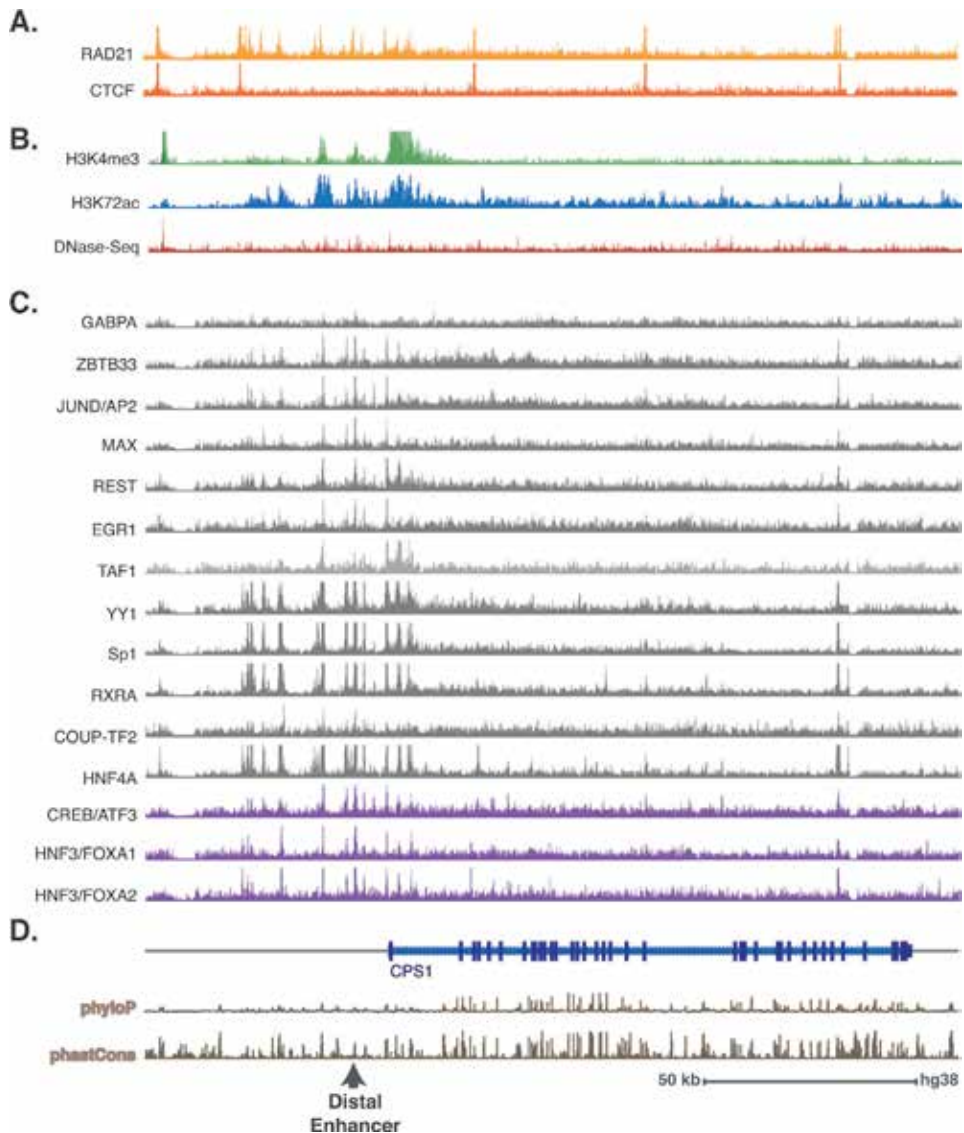 A.
RAD21
CTCF
B.
H3K4me3
H3K72ac
DNase-Seq
C.
GABPA
ZBTB33
JUND/AP2
MAX
REST
EGR1
TAF1
YY1
Sp1
RXRA
COUP-TF2
HNF4A
CREB/ATF3
HNF3/FOXA1
HNF3/FOXA2
D.
CPS1
phyloP
phastCons
50 kb hg38
Distal
Enhancer